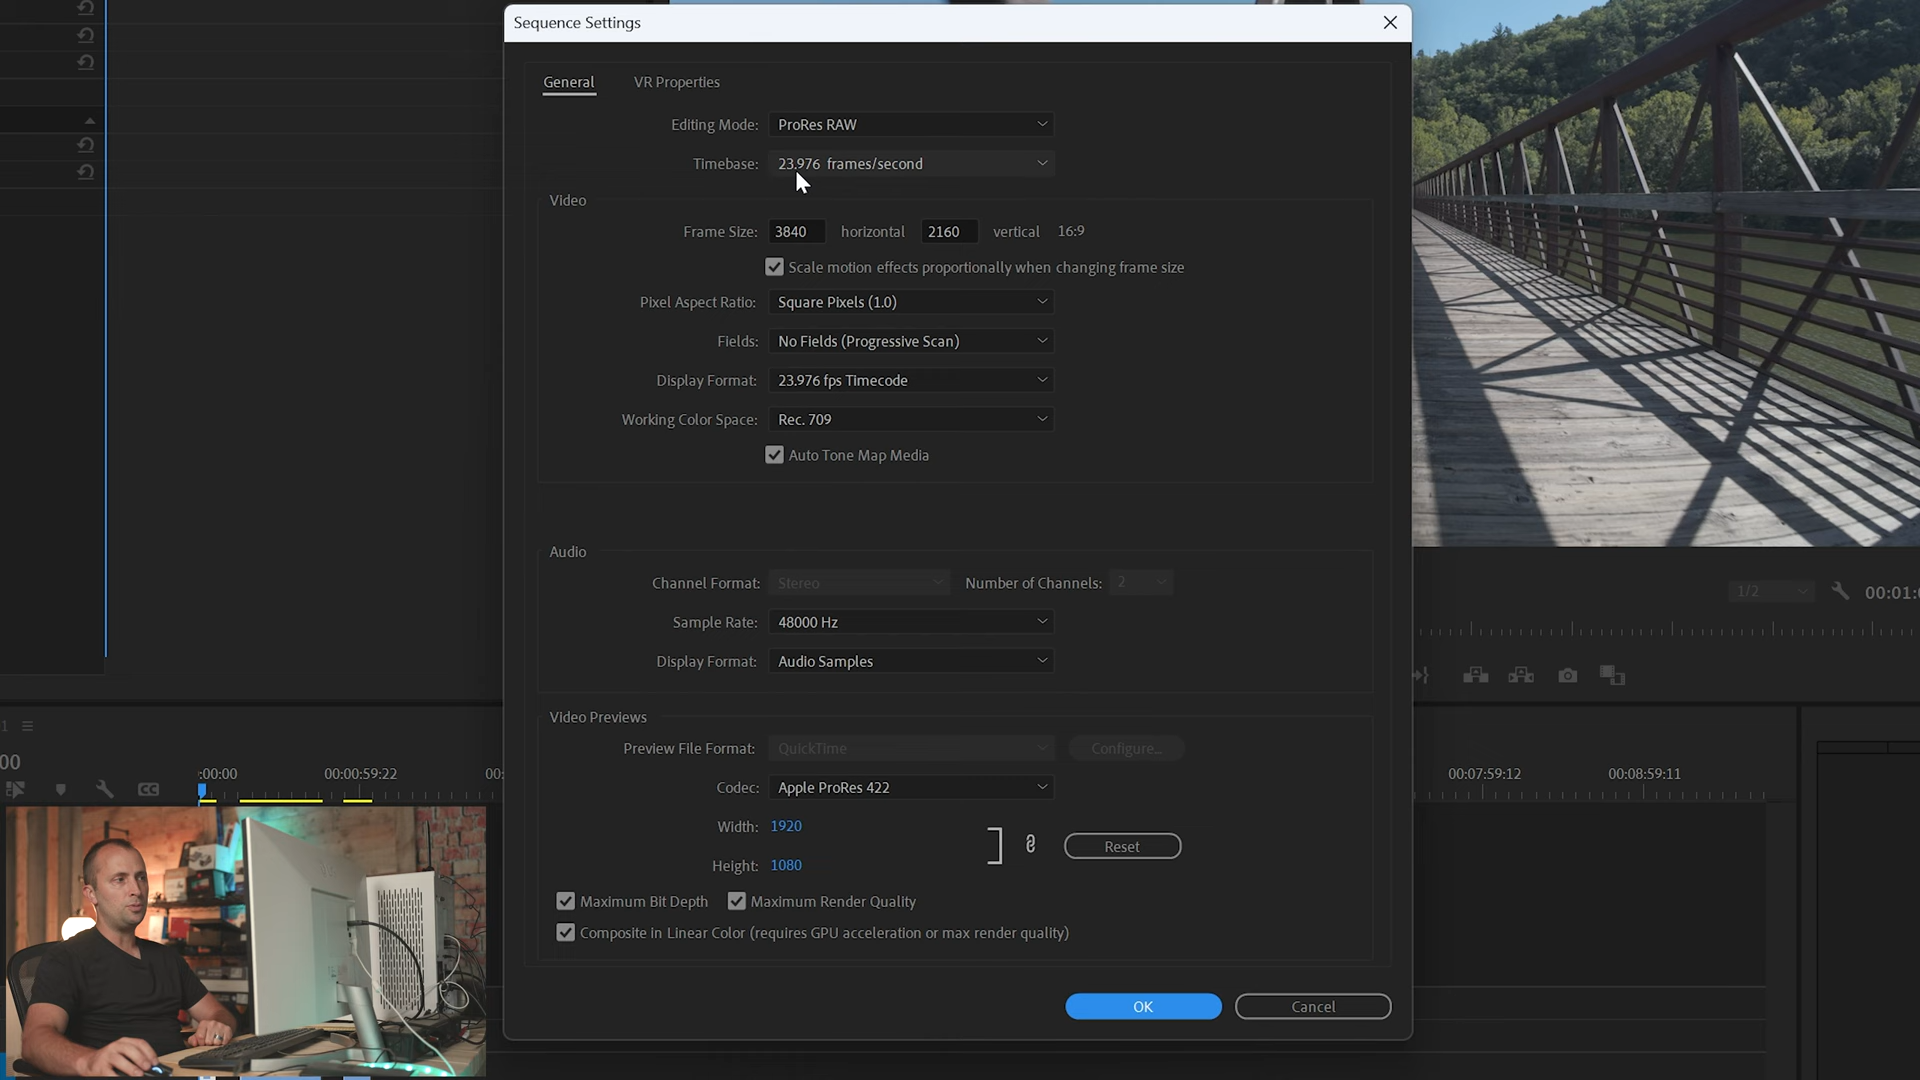 Sequence Settings
General VR Properties
Editing Mode: ProRes RAW
Timebase: 23.976 frames/second
Video
Frame Size: 3840 horizontal 2160 vertical 16:9
Scale motion effects proportionally when changing frame size
Pixel Aspect Ratio: Square Pixels (1.0)
Fields: No Fields (Progressive Scan)
Display Format: 23.976 fps Timecode
Working Color Space: Rec. 709
Auto Tone Map Media
Audio
Channel Format: Stereo Number of Channels: 2
Sample Rate: 48000 Hz
Display Format: Audio Samples
Video Previews
Preview File Format: QuickTime Configure...
Codec: Apple ProRes 422
Width: 1920
Height: 1080
Reset
Maximum Bit Depth Maximum Render Quality
Composite in Linear Color (requires GPU acceleration or max render quality)
OK Cancel
1/2 00:01:
1
00
:00:00 00:00:59:22 00:
CC
00:07:59:12 00:08:59:11